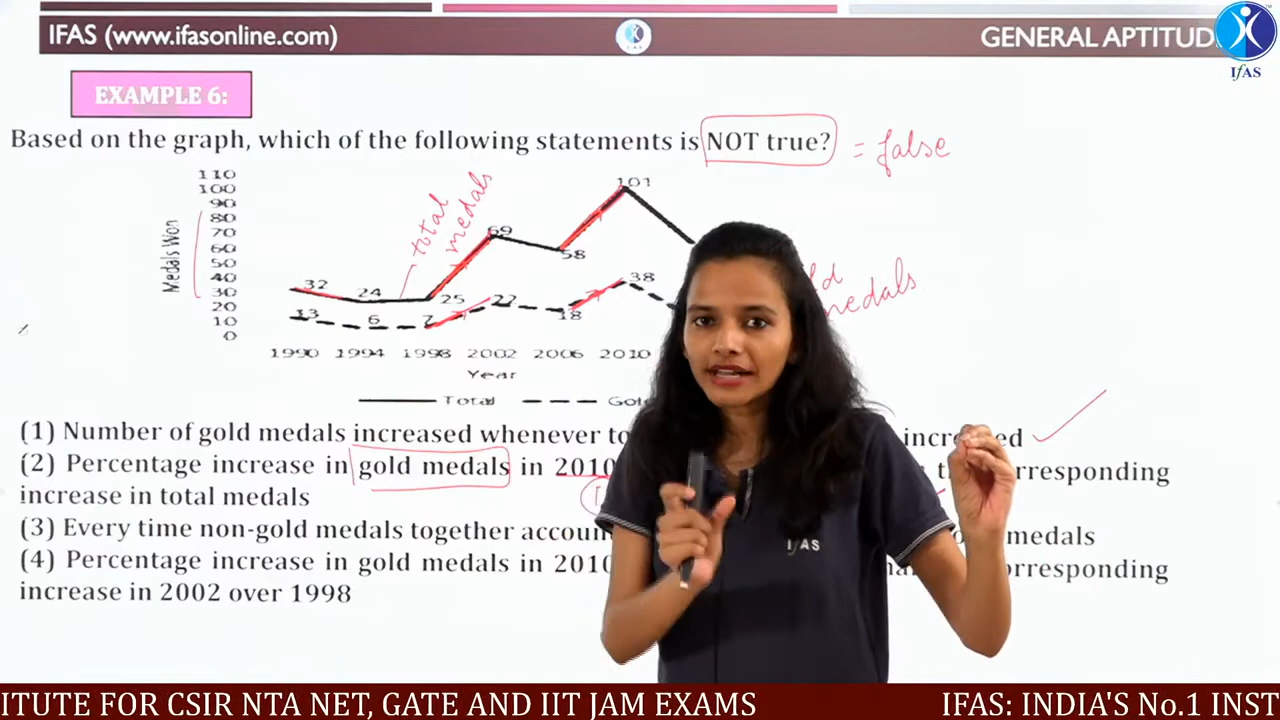 IFAS (www.ifasonline.com)
GENERAL APTITUD
IfAS
EXAMPLE 6:
Based on the graph, which of the following statements is NOT true? = false
110
100
90
80
70
60
50
40
30
20
10
0
Medals Won
32
24
25
69
58
101
13
6
7
22
18
38
total medals
medals
1990 1994 1998 2002 2006 2010
Year
Total
(1) Number of gold medals increased whenever
(2) Percentage increase in gold medals in 2010 corresponding
increase in total medals
(3) Every time non-gold medals together medals
(4) Percentage increase in gold medals in 2010
increase in 2002 over 1998
IFAS
ITUTE FOR CSIR NTA NET, GATE AND IIT JAM EXAMS IFAS: INDIA'S No.1 INST